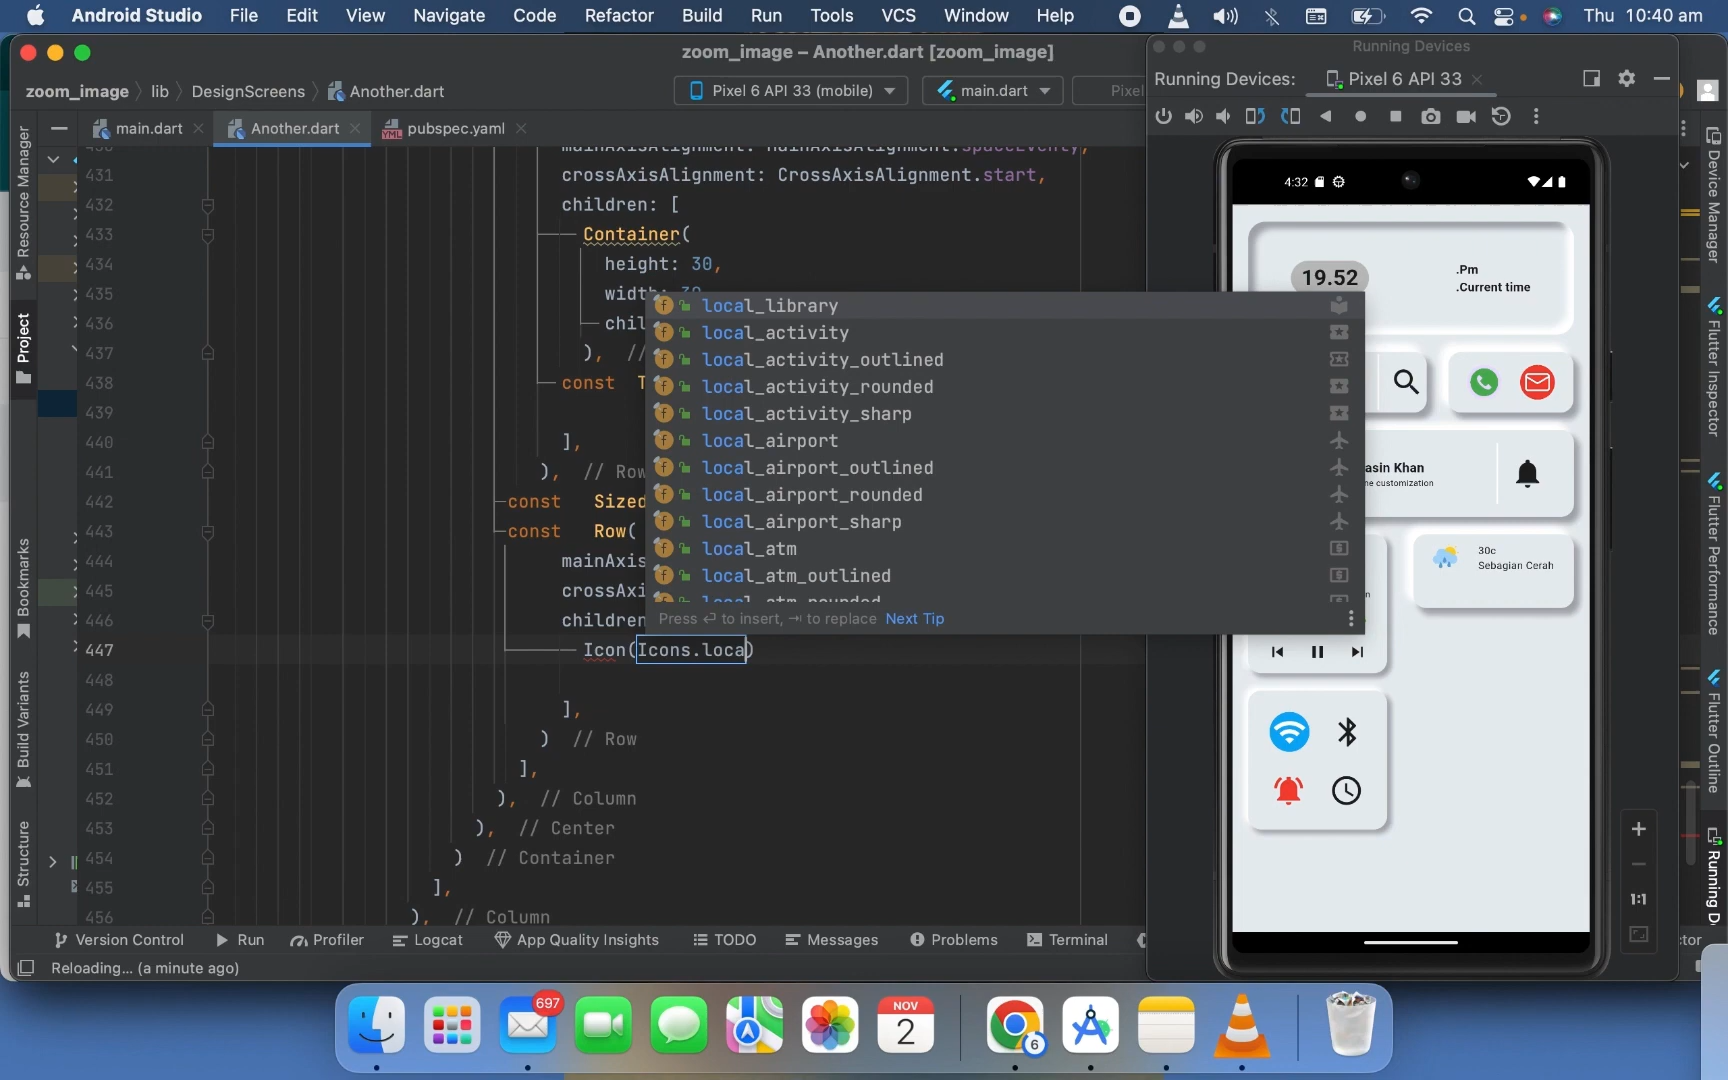 Android Studio File Edit View Navigate Code Refactor Build Run Tools VCS Window Help Thu 10:40 am
zoom_image – Another.dart [zoom_image]
Running Devices
zoom_image lib DesignScreens Another.dart
Pixel 6 API 33 (mobile)
main.dart
Pixel
Running Devices:
Pixel 6 API 33
main.dart
Another.dart
pubspec.yaml
431 crossAxisAlignment: CrossAxisAlignment.start,
432 children: [
433 Container(
434 height: 30,
435 width: 30
436 chil
437 ), //
438 const T
439
440 ],
441 ), // Row
442 const Sized
443 const Row(
444 mainAxis
445 crossAxi
446 children
447 Icon(Icons.loca)
448
449 ],
450 ) // Row
451 ],
452 ), // Column
453 ), // Center
454 ) // Container
455 ],
456 ), // Column
local_library
local_activity
local_activity_outlined
local_activity_rounded
local_activity_sharp
local_airport
local_airport_outlined
local_airport_rounded
local_airport_sharp
local_atm
local_atm_outlined
local_atm_rounded
Press ⏎ to insert, ⇥ to replace Next Tip
4:32
19.52
.Pm
.Current time
asin Khan
ne customization
30c
Sebagian Cerah
n
1:1
Resource Manager
Project
Bookmarks
Build Variants
Structure
Device Manager
Flutter Inspector
Flutter Performance
Flutter Outline
Running D
Version Control Run Profiler Logcat App Quality Insights TODO Messages Problems Terminal
ctor
Reloading... (a minute ago)
697
NOV
2
6